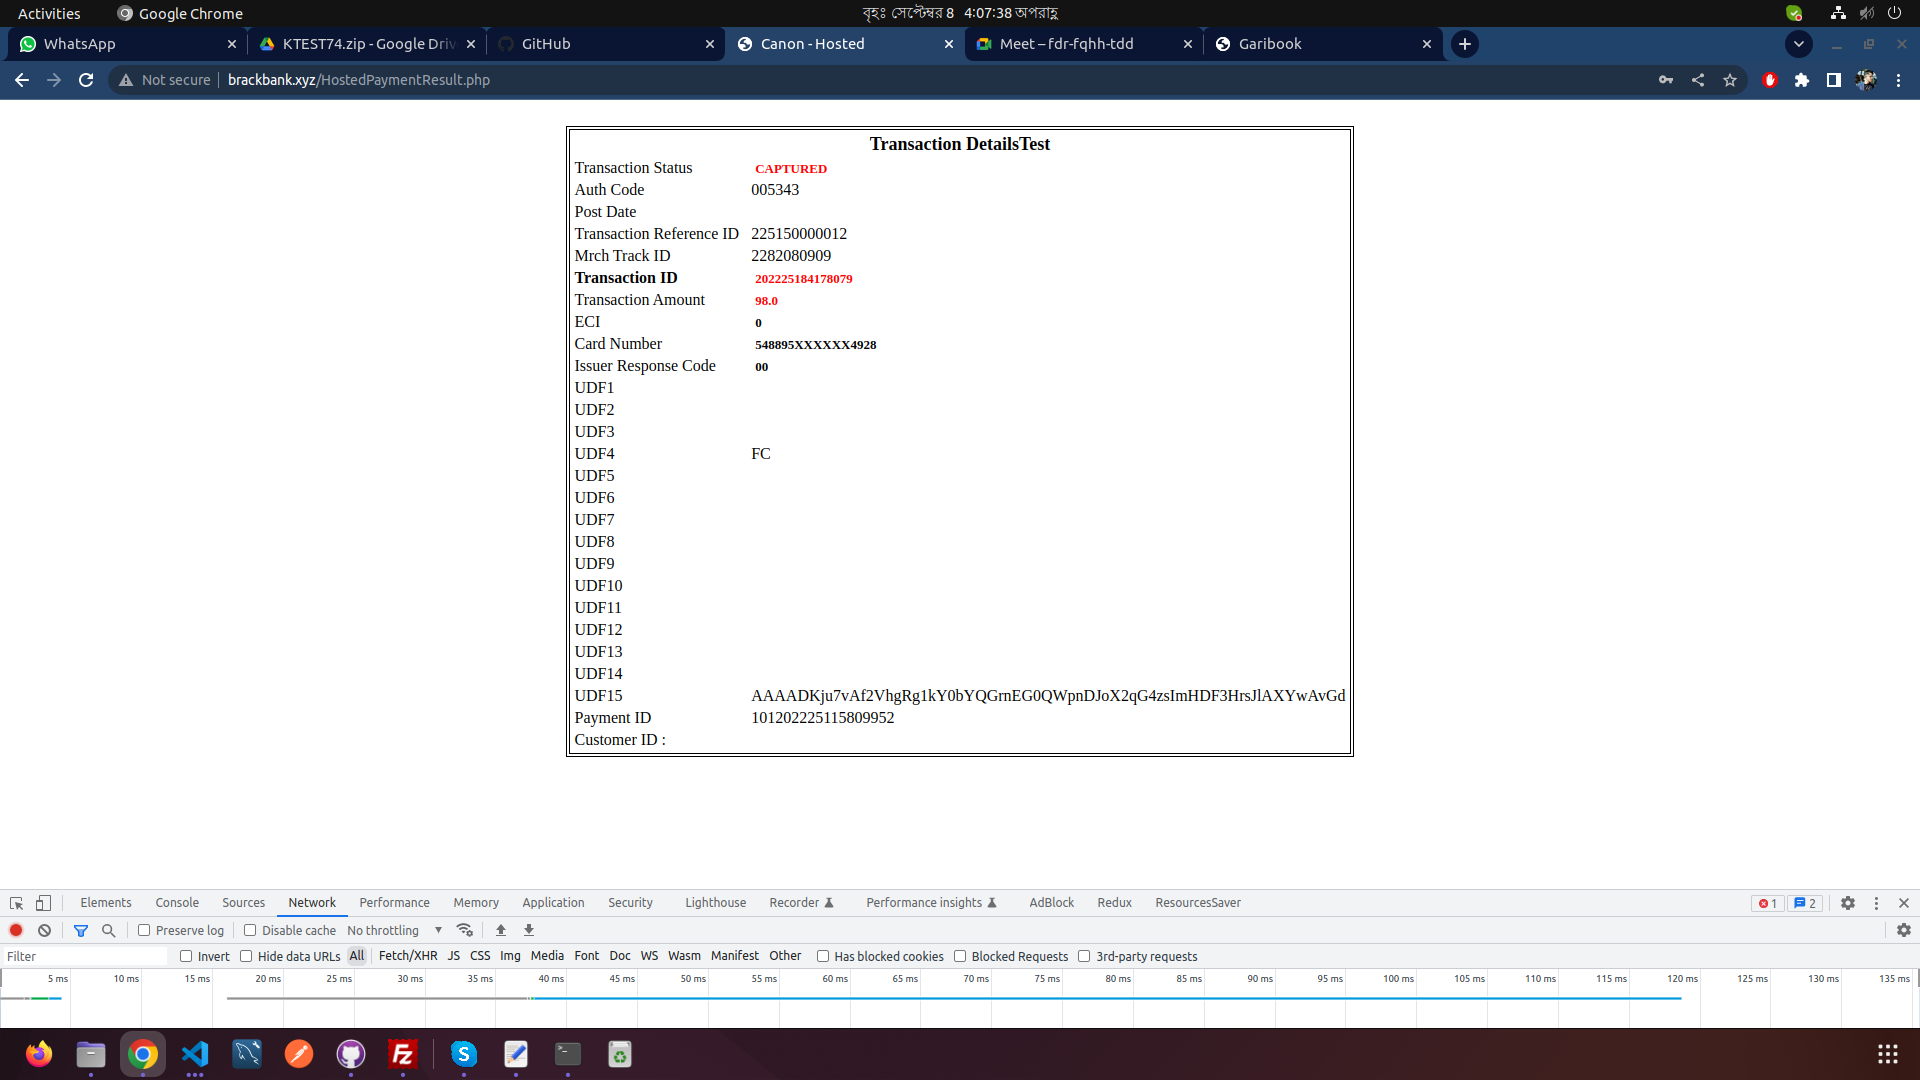 Activities Google Chrome বৃহঃ সেপ্টেম্বর 8 4:07:38 অপরাহ্ণ
WhatsApp KTEST74.zip - Google Driv GitHub Canon - Hosted Meet – fdr-fqhh-tdd Garibook
Not secure brackbank.xyz/HostedPaymentResult.php
Transaction DetailsTest
Transaction Status CAPTURED
Auth Code 005343
Post Date
Transaction Reference ID 225150000012
Mrch Track ID 2282080909
Transaction ID 202225184178079
Transaction Amount 98.0
ECI 0
Card Number 548895XXXXXX4928
Issuer Response Code 00
UDF1
UDF2
UDF3
UDF4 FC
UDF5
UDF6
UDF7
UDF8
UDF9
UDF10
UDF11
UDF12
UDF13
UDF14
UDF15 AAAADKju7vAf2VhgRg1kY0bYQGrnEG0QWpnDJoX2qG4zsImHDF3HrsJlAXYwAvGd
Payment ID 101202225115809952
Customer ID :
Elements Console Sources Network Performance Memory Application Security Lighthouse Recorder Performance insights AdBlock Redux ResourcesSaver 1 2
Preserve log Disable cache No throttling
Filter Invert Hide data URLs All Fetch/XHR JS CSS Img Media Font Doc WS Wasm Manifest Other Has blocked cookies Blocked Requests 3rd-party requests
5 ms 10 ms 15 ms 20 ms 25 ms 30 ms 35 ms 40 ms 45 ms 50 ms 55 ms 60 ms 65 ms 70 ms 75 ms 80 ms 85 ms 90 ms 95 ms 100 ms 105 ms 110 ms 115 ms 120 ms 125 ms 130 ms 135 ms